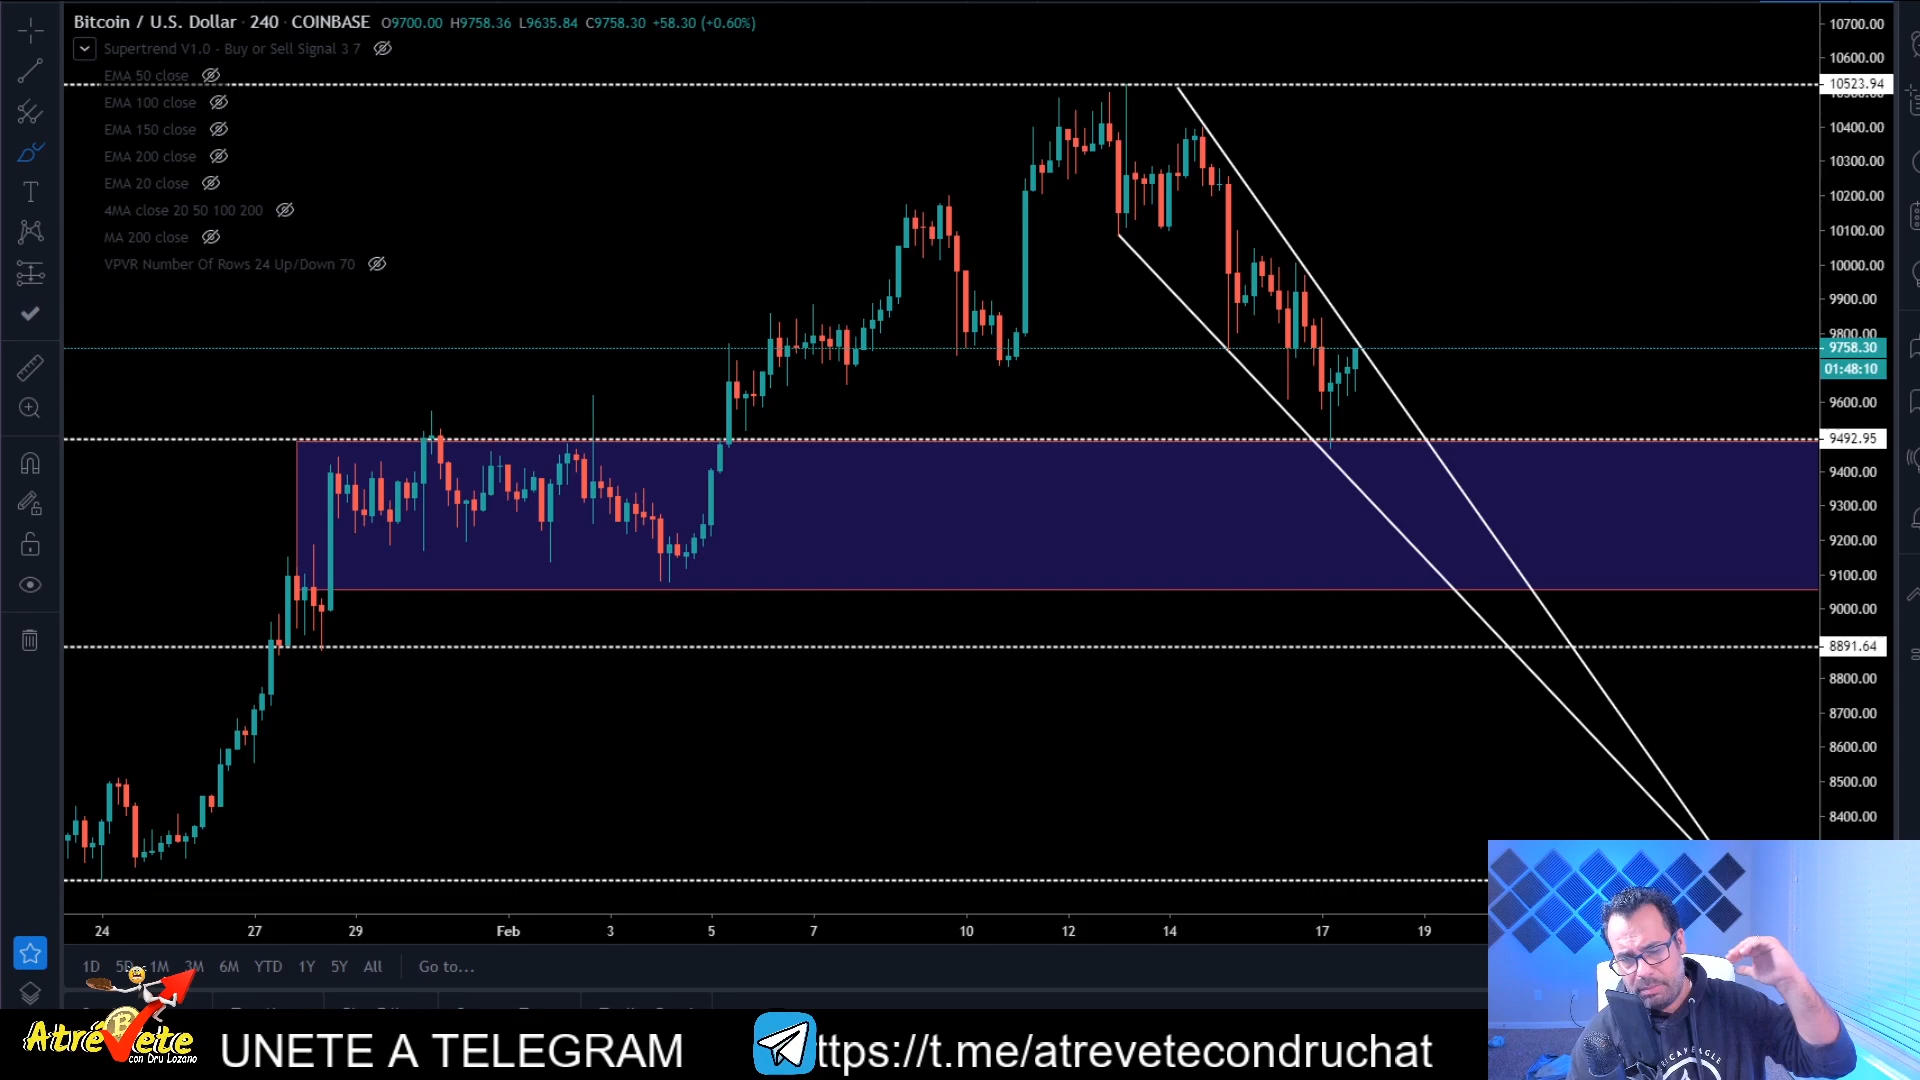 Bitcoin / U.S. Dollar · 240 · COINBASE O9700.00 H9758.36 L9635.84 C9758.30 +58.30 (+0.60%)
Supertrend V1.0 - Buy or Sell Signal 3 7
EMA 50 close
EMA 100 close
EMA 150 close
EMA 200 close
EMA 20 close
4MA close 20 50 100 200
MA 200 close
VPVR Number Of Rows 24 Up/Down 70
10700.00
10600.00
10523.94
10400.00
10300.00
10200.00
10100.00
10000.00
9900.00
9800.00
9758.30
01:48:10
9600.00
9492.95
9400.00
9300.00
9200.00
9100.00
9000.00
8891.64
8800.00
8700.00
8600.00
8500.00
8400.00
24 27 29 Feb 3 5 7 10 12 14 17 19
1D 5D 1M 3M 6M YTD 1Y 5Y All Go to...
Atrévete
con Dru Lozano
UNETE A TELEGRAM ttps://t.me/atrevetecondruchat